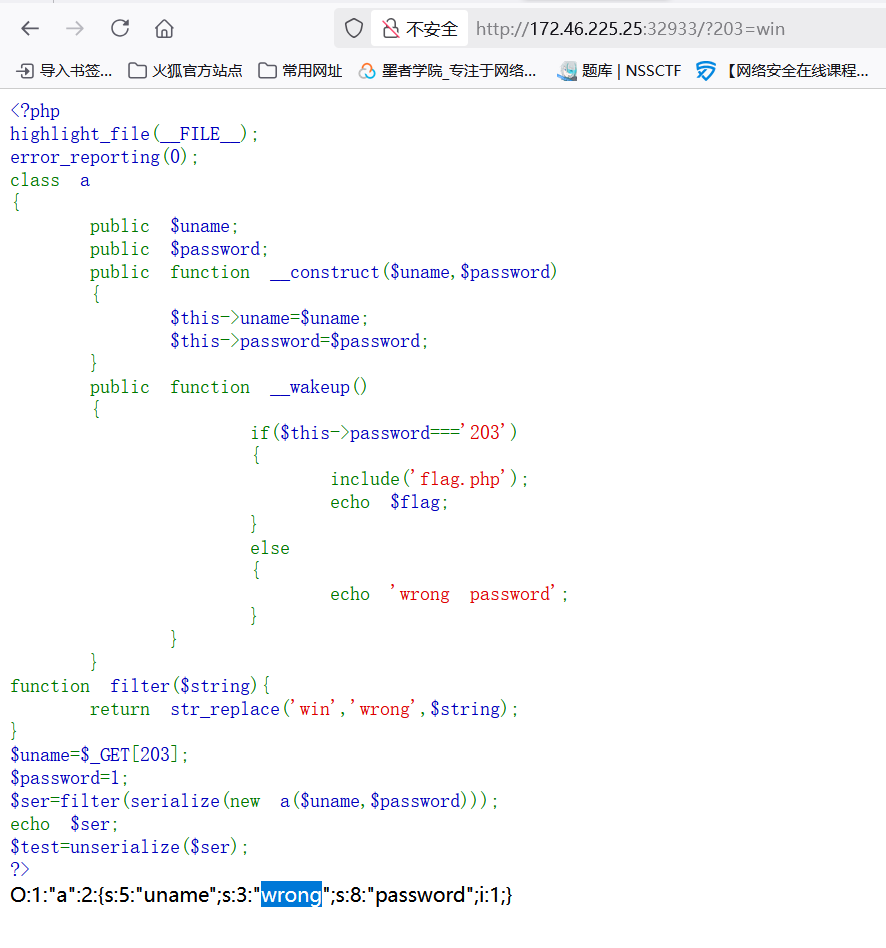 不安全 http://172.46.225.25:32933/?203=win
导入书签... 火狐官方站点 常用网址 墨者学院_专注于网络... 题库 | NSSCTF 【网络安全在线课程...
<?php
highlight_file(__FILE__);
error_reporting(0);
class a
{
public $uname;
public $password;
public function __construct($uname,$password)
{
$this->uname=$uname;
$this->password=$password;
}
public function __wakeup()
{
if($this->password==='203')
{
include('flag.php');
echo $flag;
}
else
{
echo 'wrong password';
}
}
}
function filter($string){
return str_replace('win','wrong',$string);
}
$uname=$_GET[203];
$password=1;
$ser=filter(serialize(new a($uname,$password)));
echo $ser;
$test=unserialize($ser);
?>
O:1:"a":2:{s:5:"uname";s:3:"wrong";s:8:"password";i:1;}